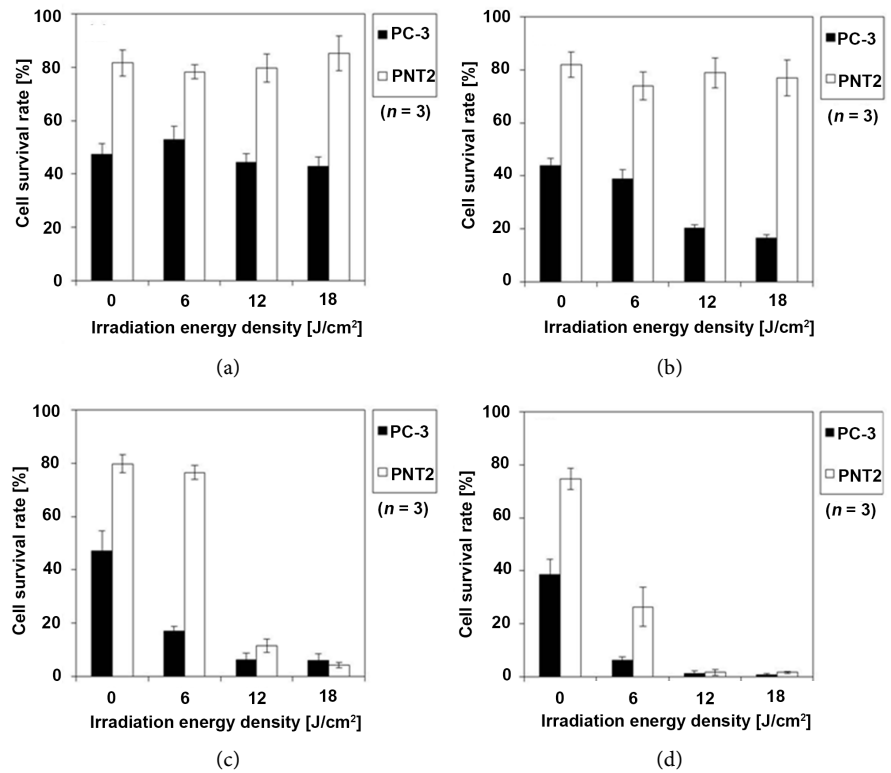 100
80
60
40
20
0
Cell survival rate [%]
0 6 12 18
Irradiation energy density [J/cm²]
PC-3
PNT2
(n = 3)
(a)
100
80
60
40
20
0
Cell survival rate [%]
0 6 12 18
Irradiation energy density [J/cm²]
PC-3
PNT2
(n = 3)
(b)
100
80
60
40
20
0
Cell survival rate [%]
0 6 12 18
Irradiation energy density [J/cm²]
PC-3
PNT2
(n = 3)
(c)
100
80
60
40
20
0
Cell survival rate [%]
0 6 12 18
Irradiation energy density [J/cm²]
PC-3
PNT2
(n = 3)
(d)